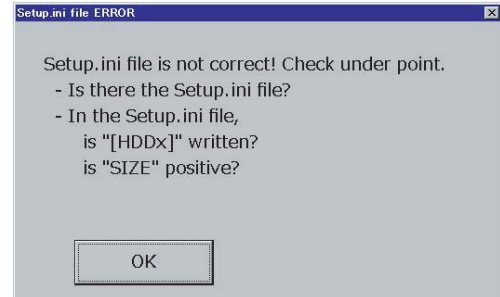 Setup.ini file ERROR
Setup.ini file is not correct! Check under point.
- Is there the Setup.ini file?
- In the Setup.ini file,
is "[HDDx]" written?
is "SIZE" positive?
OK